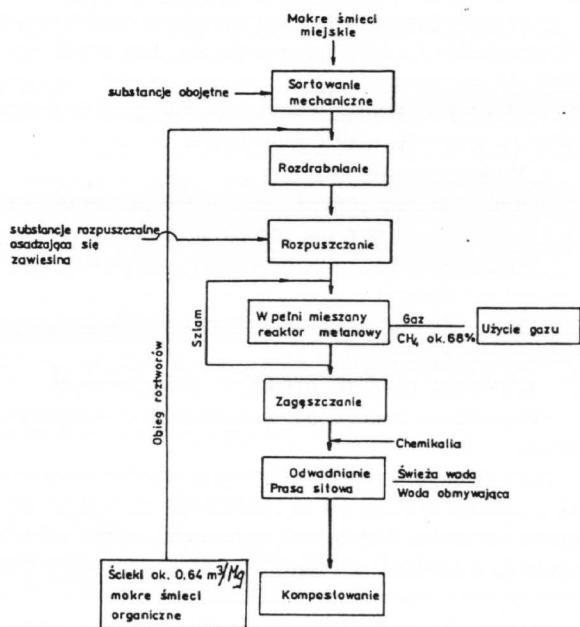 Mokre śmieci
miejskie
substancje obojętne
Sortowanie
mechaniczne
Rozdrabnianie
substancje rozpuszczalne
osadzająca się
zawiesina
Rozpuszczanie
Szlam
W pełni mieszany
reaktor metanowy
Gaz
CH₄ ok. 68%
Użycie gazu
Obieg roztworów
Zagęszczanie
Chemikalia
Odwadnianie
Prasa sitowa
Świeża woda
Woda obmywająca
Ścieki ok. 0,64 m³/Mg
mokre śmieci
organiczne
Kompostowanie